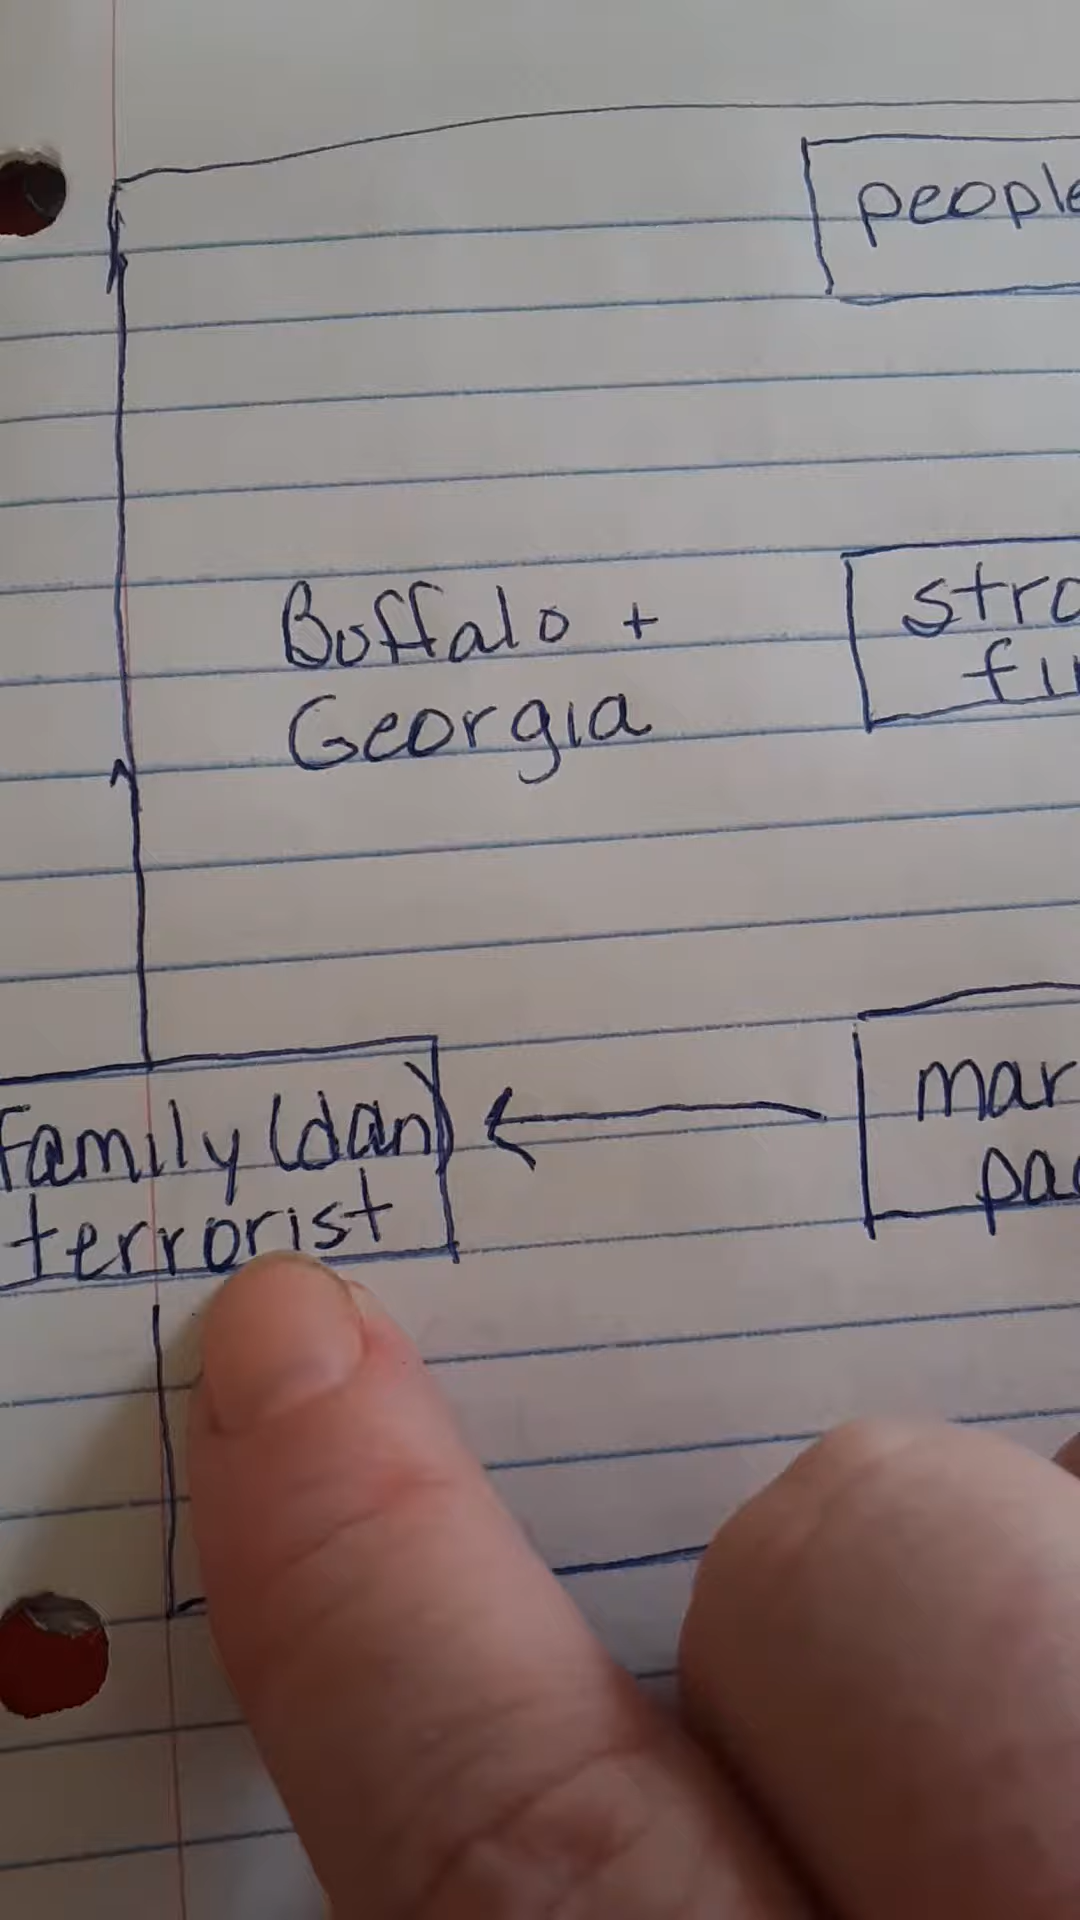 people
Buffalo +
Georgia
Family (dan)
terrorist